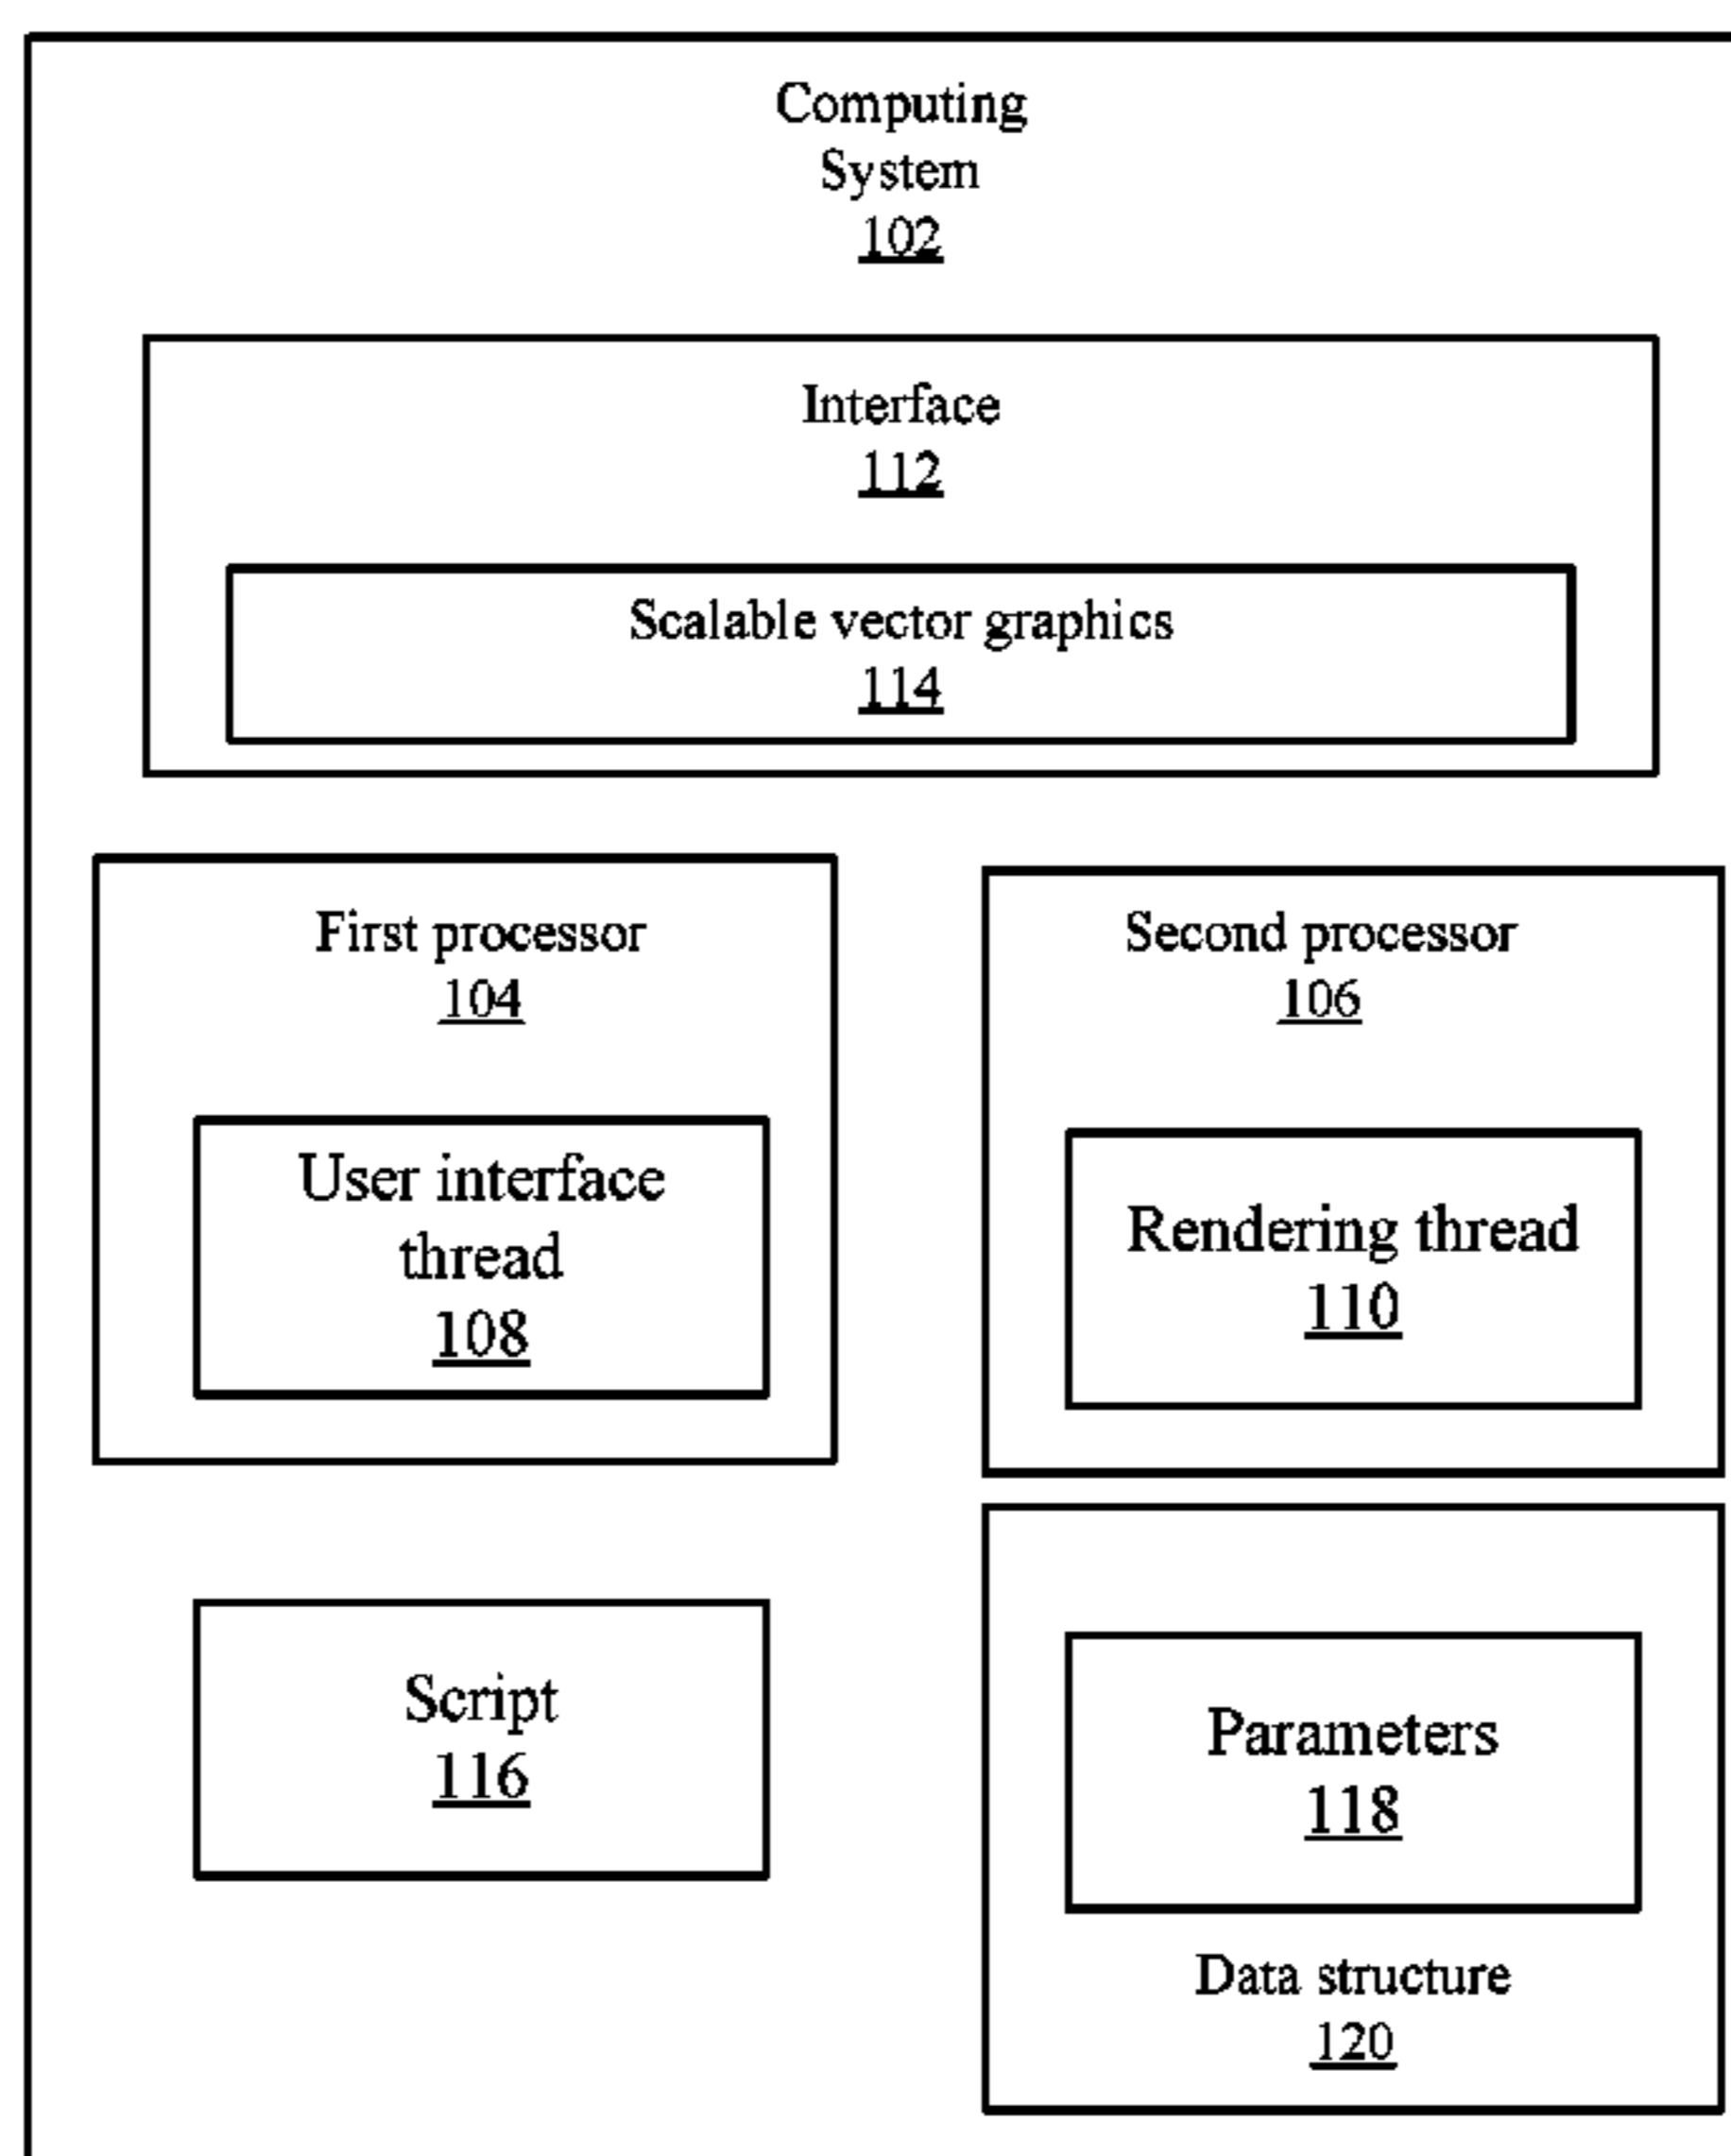 Computing
System
102
Interface
112
Scalable vector graphics
114
First processor
104
User interface
thread
108
Second processor
106
Rendering thread
110
Script
116
Parameters
118
Data structure
120